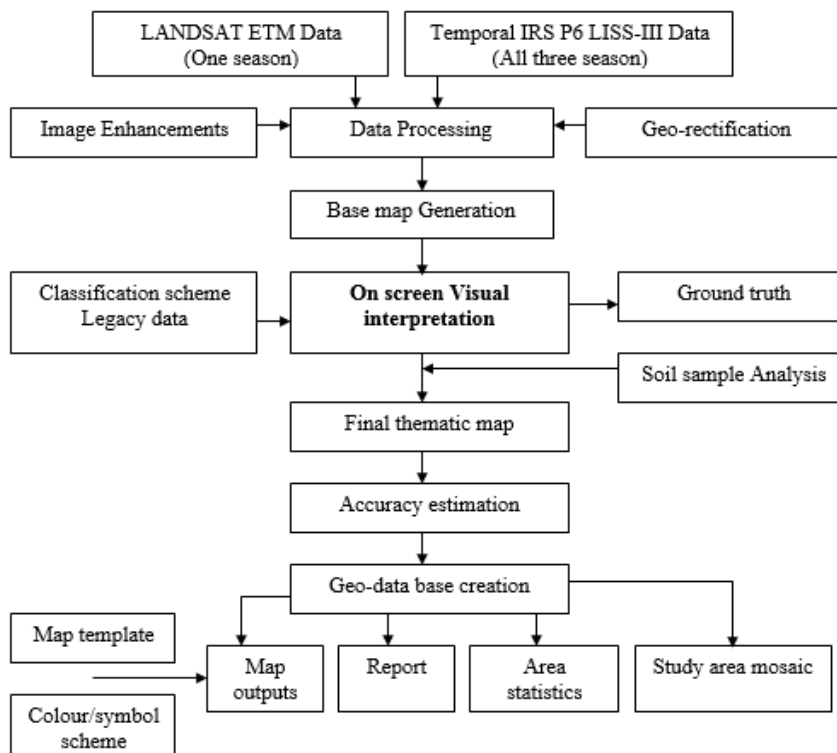 LANDSAT ETM Data
(One season)
Temporal IRS P6 LISS-III Data
(All three season)
Image Enhancements
Data Processing
Geo-rectification
Base map Generation
Classification scheme
Legacy data
On screen Visual
interpretation
Ground truth
Soil sample Analysis
Final thematic map
Accuracy estimation
Geo-data base creation
Map template
Map
outputs
Report
Area
statistics
Study area mosaic
Colour/symbol
scheme